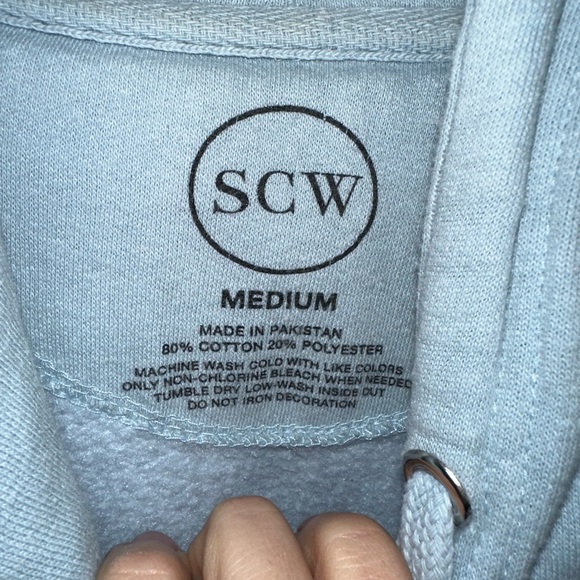 SCW
MEDIUM
MADE IN PAKISTAN
80% COTTON 20% POLYESTER
MACHINE WASH COLD WITH LIKE COLORS
ONLY NON-CHLORINE BLEACH WHEN NEEDED
TUMBLE DRY LOW-WASH INSIDE OUT
DO NOT IRON DECORATION